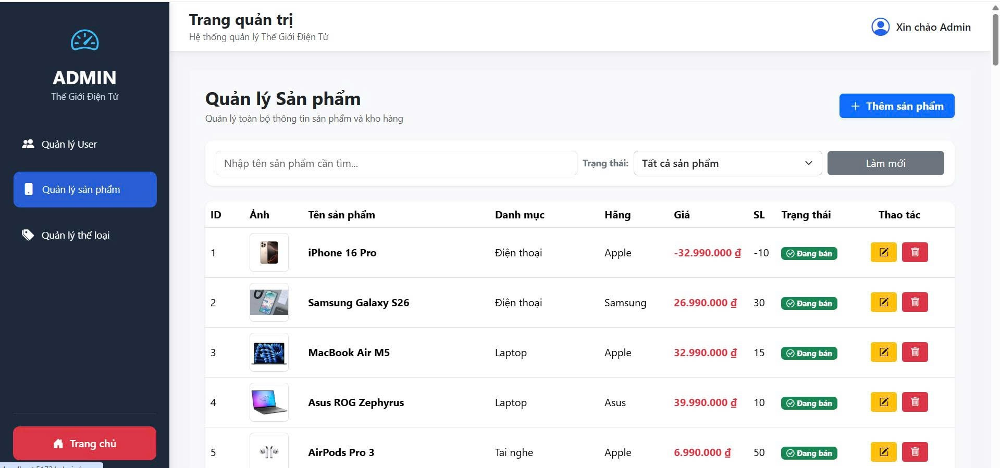 ADMIN
Thế Giới Điện Tử
Quản lý User
Quản lý sản phẩm
Quản lý thể loại
Trang chủ
Trang quản trị
Hệ thống quản lý Thế Giới Điện Tử
Xin chào Admin
Quản lý Sản phẩm
Quản lý toàn bộ thông tin sản phẩm và kho hàng
+ Thêm sản phẩm
Nhập tên sản phẩm cần tìm... Trạng thái: Tất cả sản phẩm Làm mới
ID Ảnh Tên sản phẩm Danh mục Hãng Giá SL Trạng thái Thao tác
1 iPhone 16 Pro Điện thoại Apple -32.990.000 ₫ -10 Đang bán
2 Samsung Galaxy S26 Điện thoại Samsung 26.990.000 ₫ 30 Đang bán
3 MacBook Air M5 Laptop Apple 32.990.000 ₫ 15 Đang bán
4 Asus ROG Zephyrus Laptop Asus 39.990.000 ₫ 10 Đang bán
5 AirPods Pro 3 Tai nghe Apple 6.990.000 ₫ 50 Đang bán